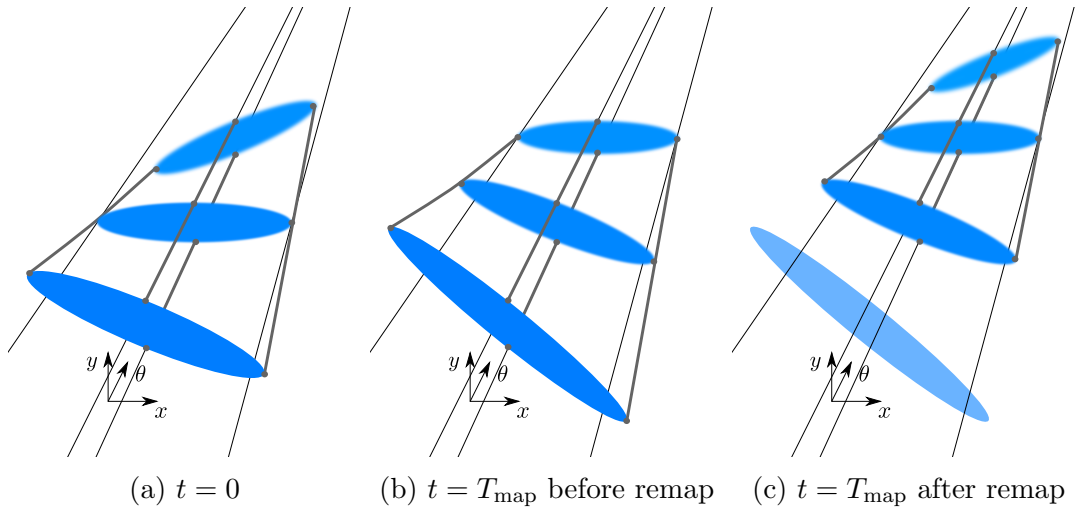 y θ x
y θ x
y θ x
(a) t = 0
(b) t = T_map before remap
(c) t = T_map after remap